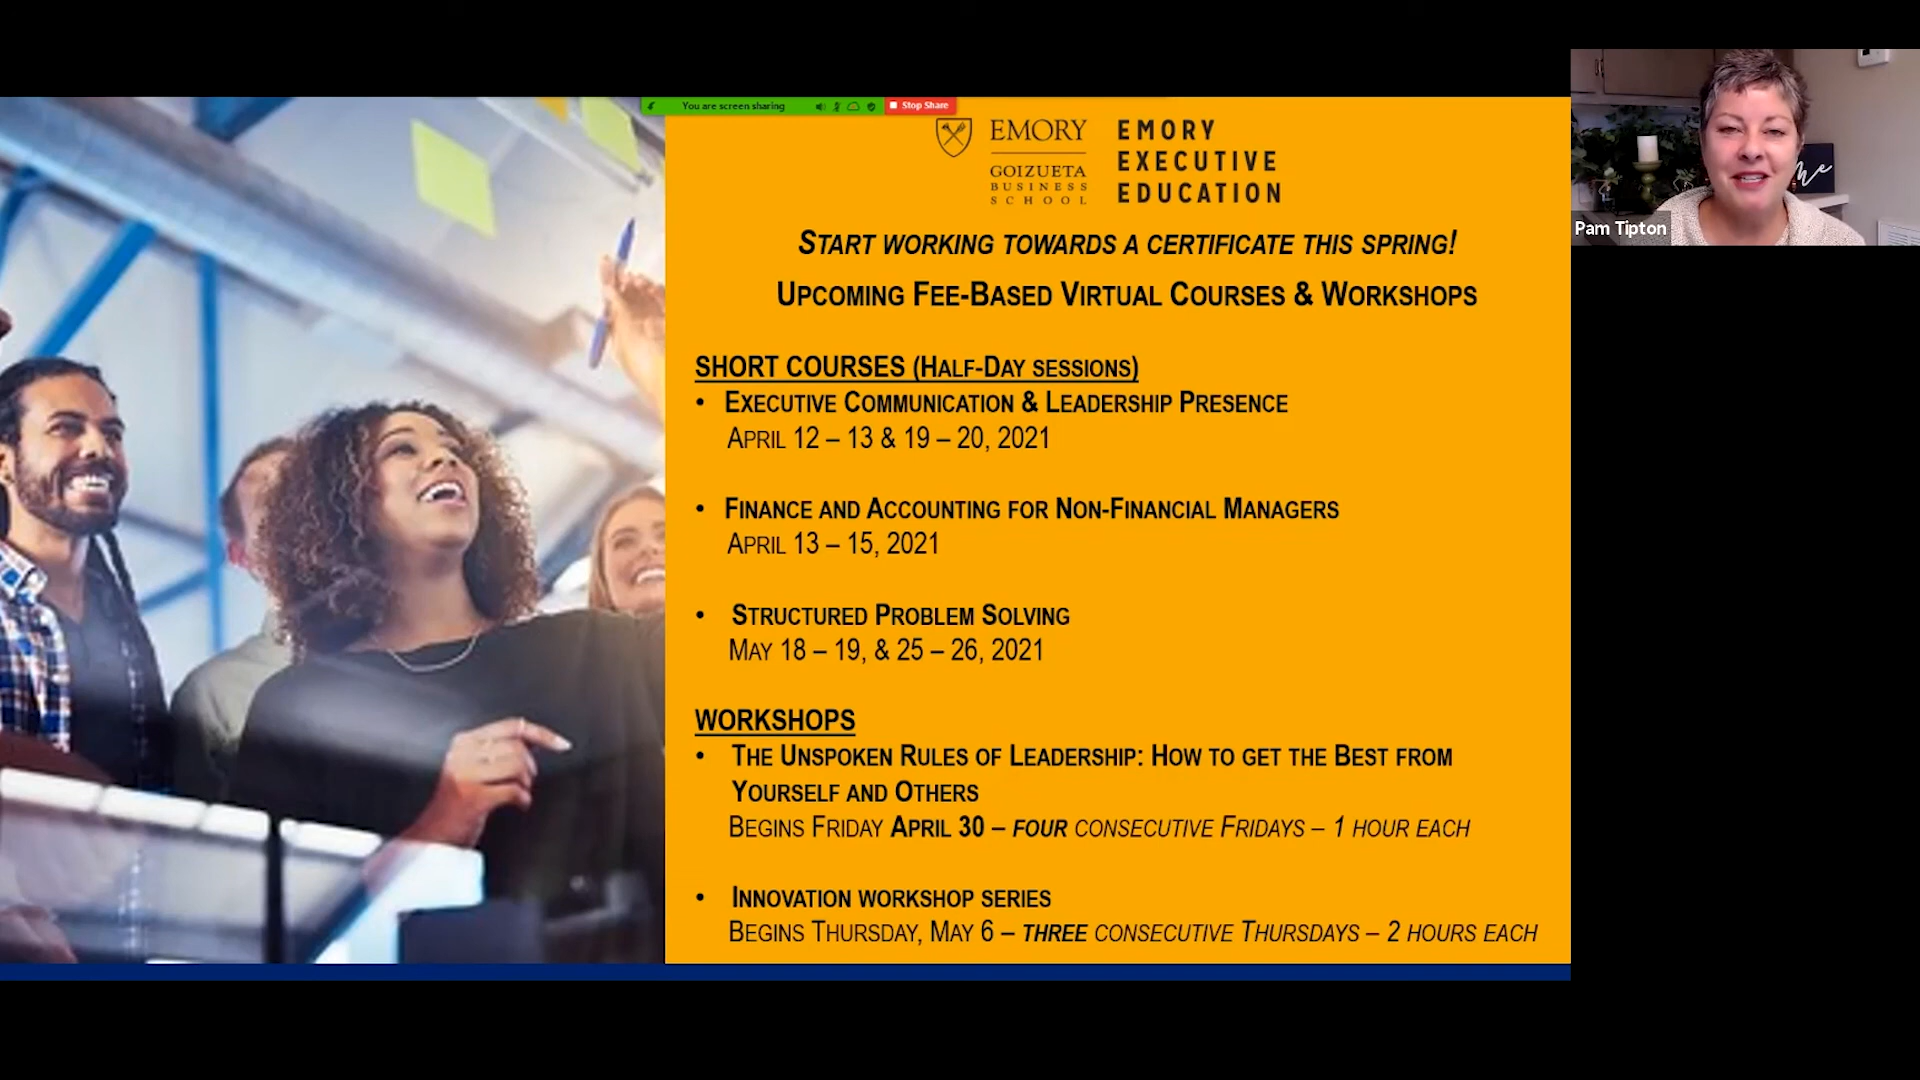 You are screen sharing
Stop Share
EMORY
GOIZUETA
BUSINESS
SCHOOL
EMORY
EXECUTIVE
EDUCATION
START WORKING TOWARDS A CERTIFICATE THIS SPRING!
UPCOMING FEE-BASED VIRTUAL COURSES & WORKSHOPS
SHORT COURSES (HALF-DAY SESSIONS)
• EXECUTIVE COMMUNICATION & LEADERSHIP PRESENCE
APRIL 12 – 13 & 19 – 20, 2021
• FINANCE AND ACCOUNTING FOR NON-FINANCIAL MANAGERS
APRIL 13 – 15, 2021
• STRUCTURED PROBLEM SOLVING
MAY 18 – 19, & 25 – 26, 2021
WORKSHOPS
• THE UNSPOKEN RULES OF LEADERSHIP: HOW TO GET THE BEST FROM
YOURSELF AND OTHERS
BEGINS FRIDAY APRIL 30 – FOUR CONSECUTIVE FRIDAYS – 1 HOUR EACH
• INNOVATION WORKSHOP SERIES
BEGINS THURSDAY, MAY 6 – THREE CONSECUTIVE THURSDAYS – 2 HOURS EACH
Pam Tipton